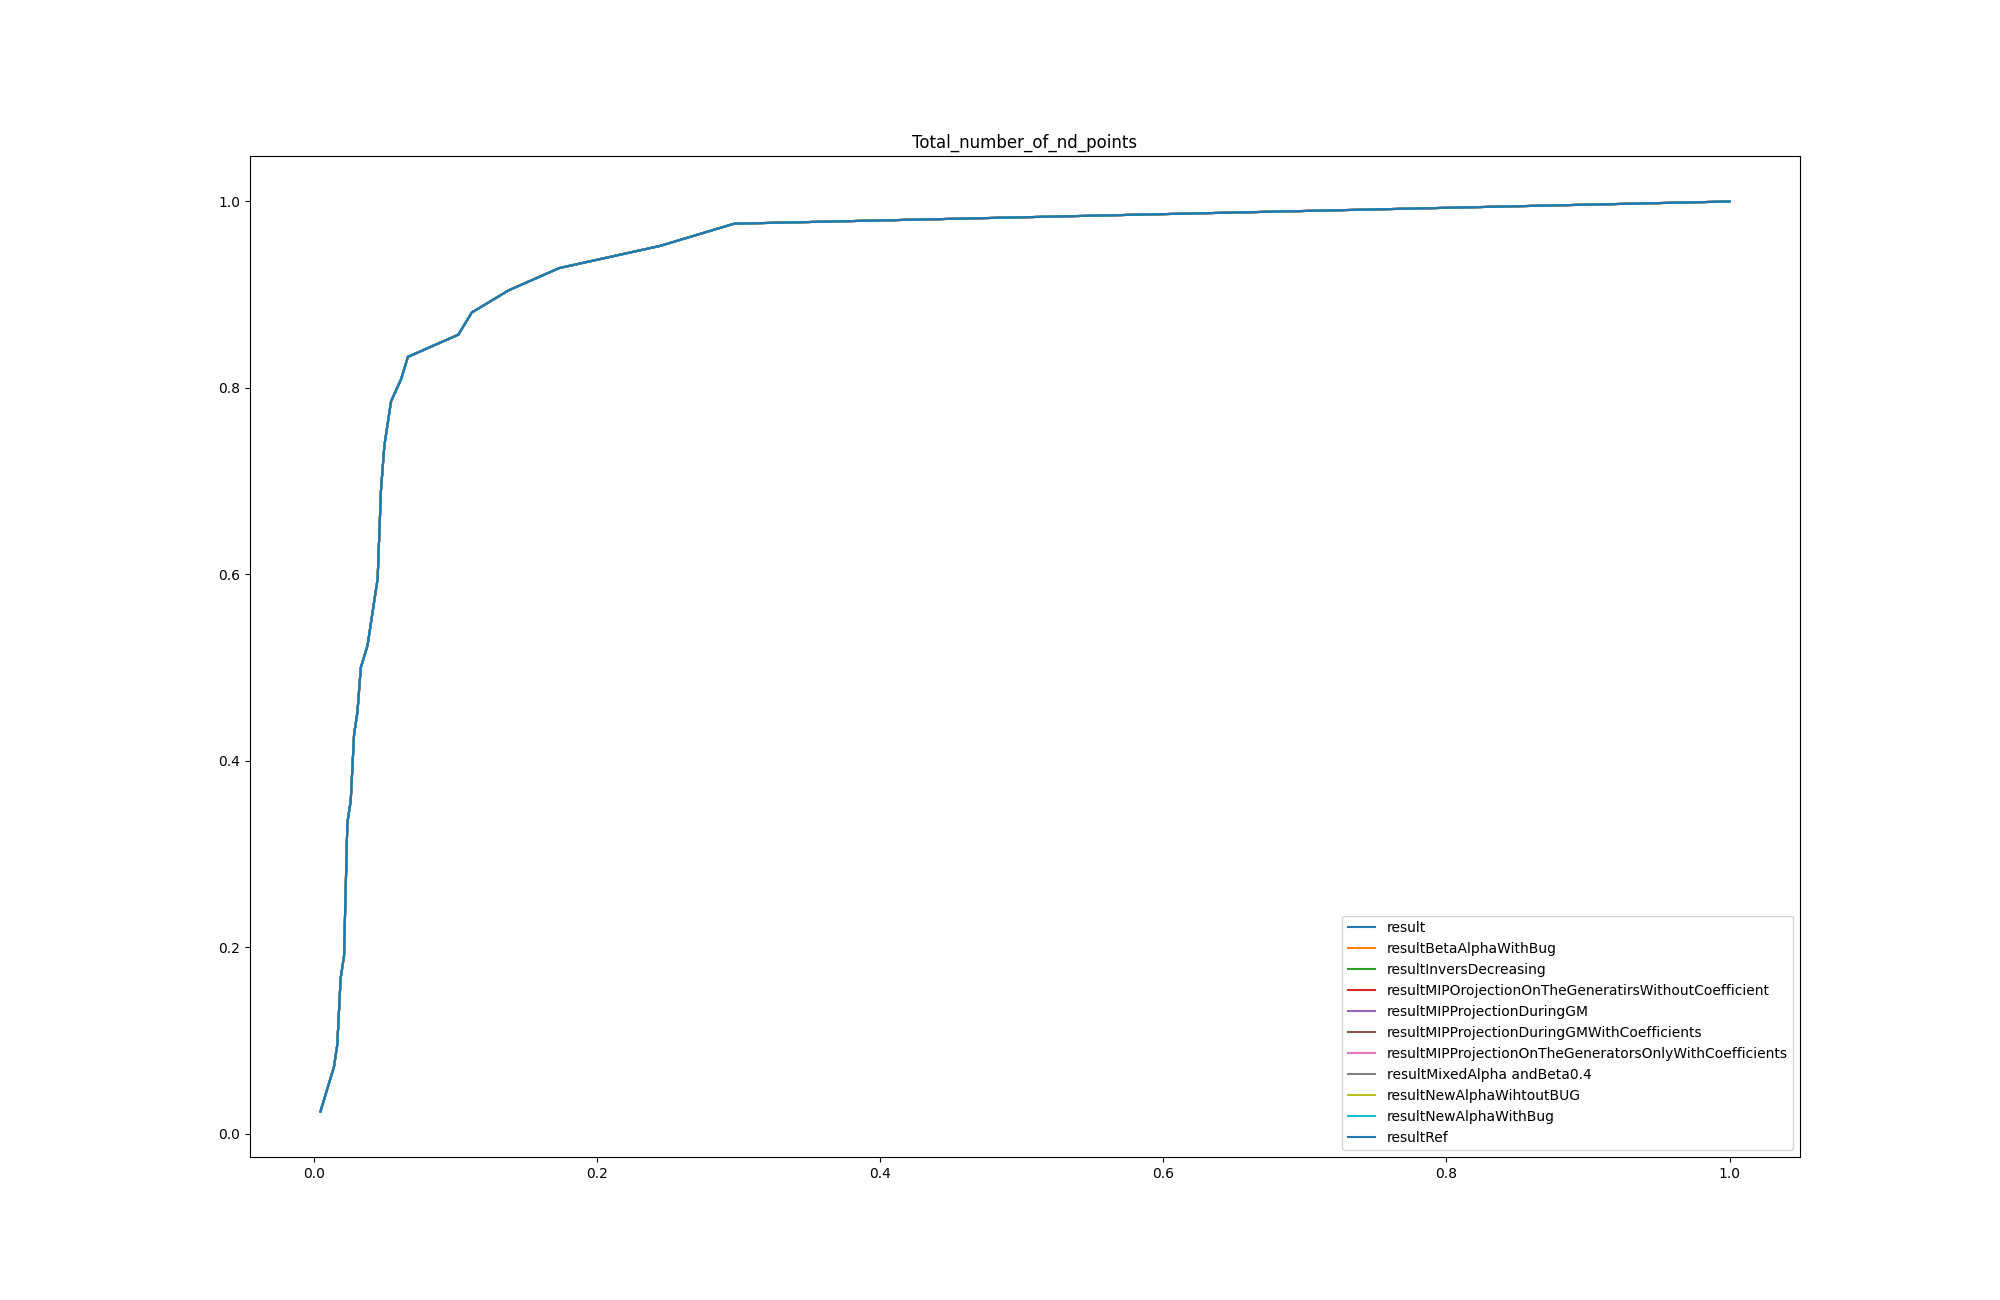 Total_number_of_nd_points
1.0
0.8
0.6
0.4
0.2
0.0
0.0 0.2 0.4 0.6 0.8 1.0
result
resultBetaAlphaWithBug
resultInversDecreasing
resultMIPOrojectionOnTheGeneratirsWithoutCoefficient
resultMIPProjectionDuringGM
resultMIPProjectionDuringGMWithCoefficients
resultMIPProjectionOnTheGeneratorsOnlyWithCoefficients
resultMixedAlpha andBeta0.4
resultNewAlphaWihtoutBUG
resultNewAlphaWithBug
resultRef